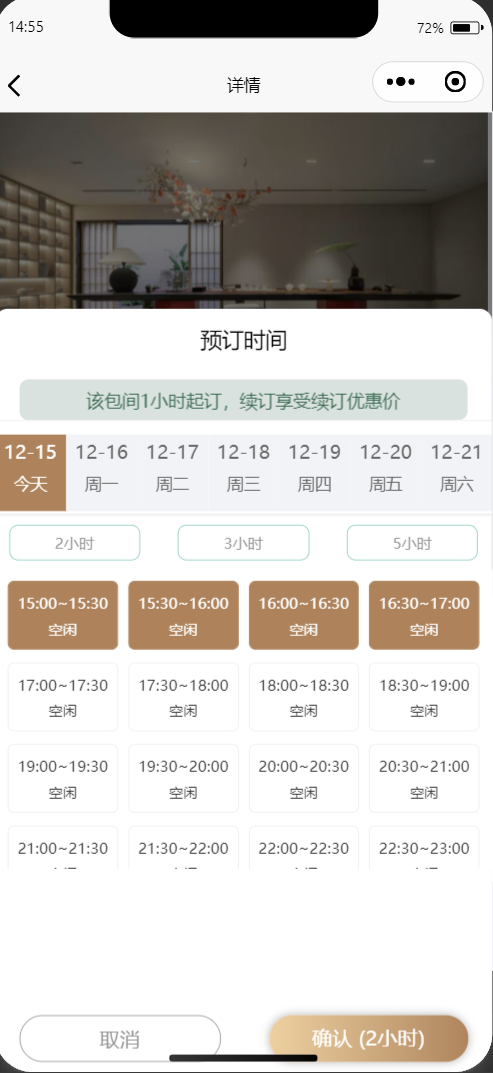 14:55
72%
详情
预订时间
该包间1小时起订，续订享受续订优惠价
12-15 12-16 12-17 12-18 12-19 12-20 12-21
今天 周一 周二 周三 周四 周五 周六
2小时 3小时 5小时
15:00~15:30 15:30~16:00 16:00~16:30 16:30~17:00
空闲 空闲 空闲 空闲
17:00~17:30 17:30~18:00 18:00~18:30 18:30~19:00
空闲 空闲 空闲 空闲
19:00~19:30 19:30~20:00 20:00~20:30 20:30~21:00
空闲 空闲 空闲 空闲
21:00~21:30 21:30~22:00 22:00~22:30 22:30~23:00
取消 确认 (2小时)